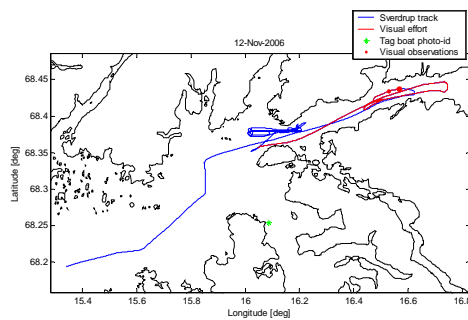 Sverdrup track
Visual effort
Tag boat photo-id
Visual observations
12-Nov-2006
68.45
68.4
68.35
68.3
68.25
68.2
Latitude [deg]
15.4
15.6
15.8
16
16.2
16.4
16.6
16.8
Longitude [deg]